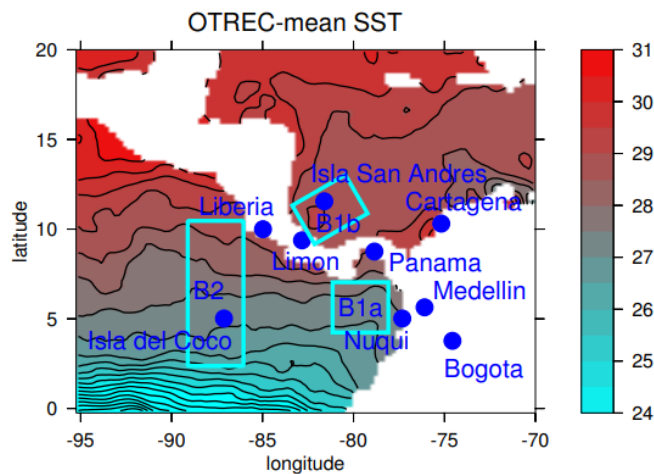 OTREC-mean SST
20
15
10
5
0
latitude
-95
-90
-85
-80
-75
-70
longitude
31
30
29
28
27
26
25
24
Isla San Andres
Liberia
Cartagena
B1b
Limon
Panama
B2
B1a
Medellin
Isla del Coco
Nuqui
Bogota